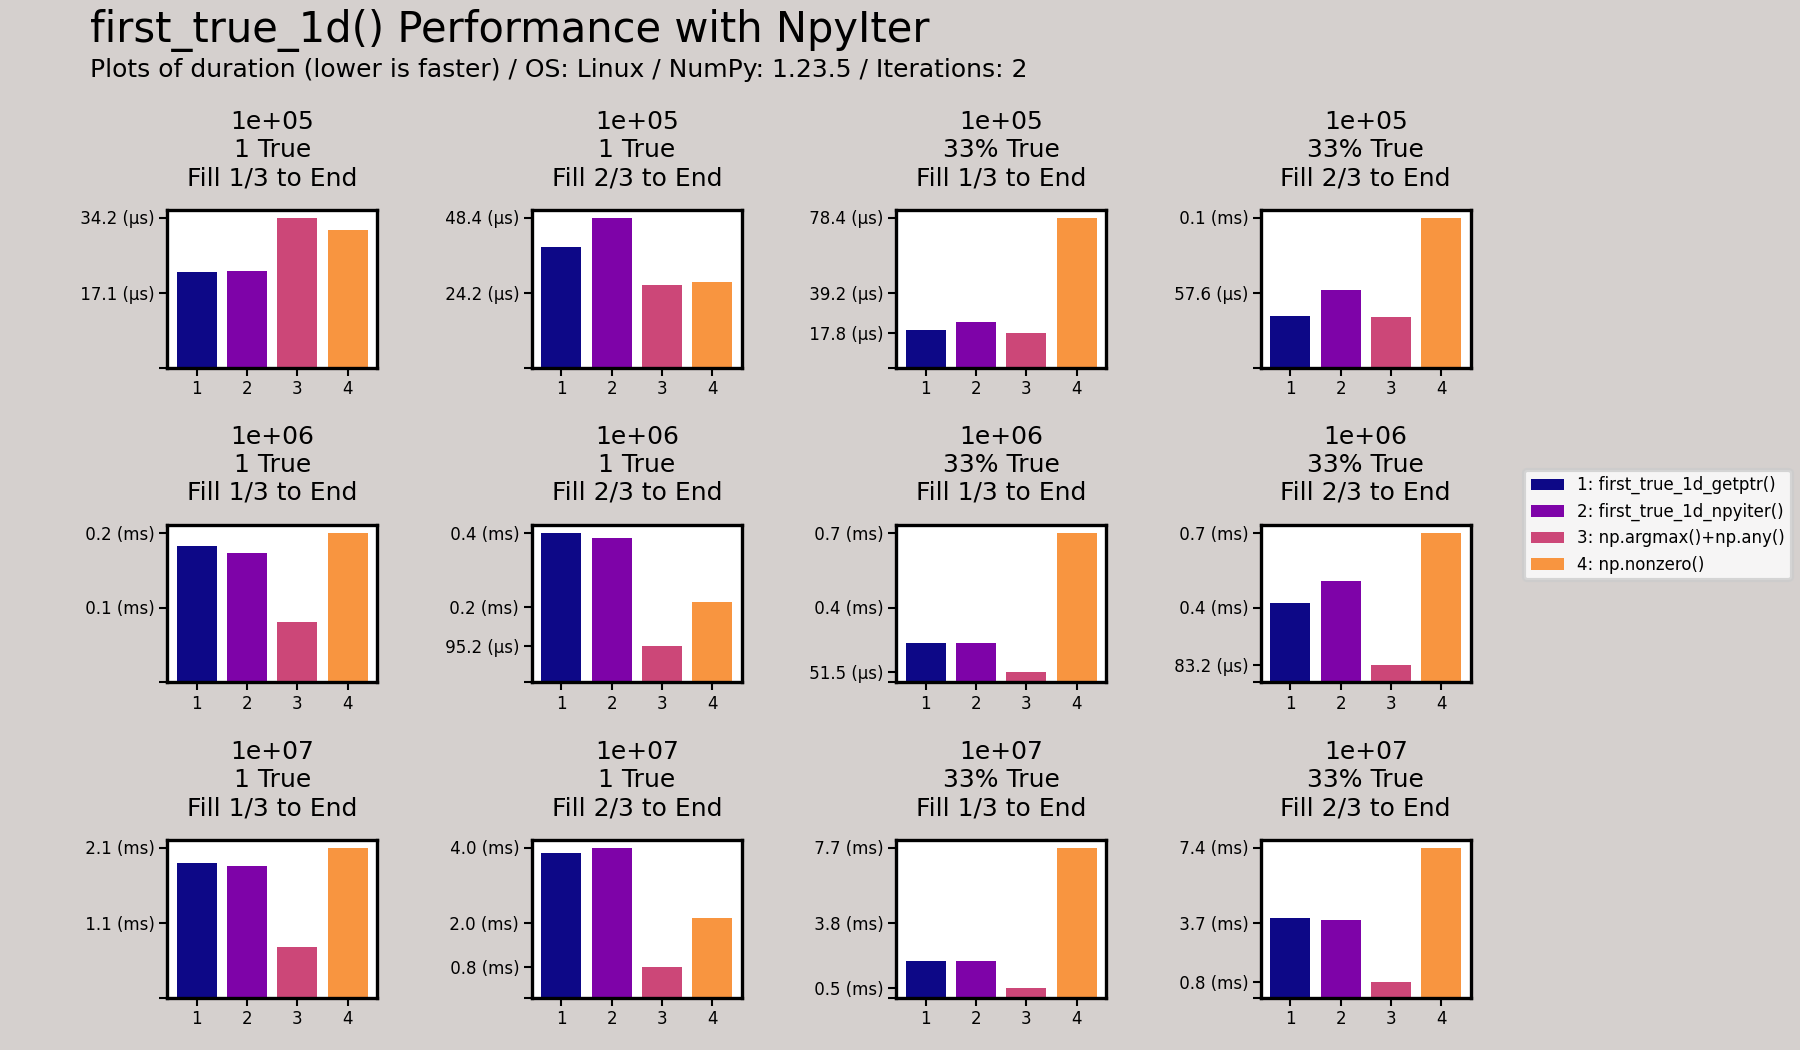 first_true_1d() Performance with NpyIter
Plots of duration (lower is faster) / OS: Linux / NumPy: 1.23.5 / Iterations: 2
1e+05
1 True
Fill 1/3 to End
34.2 (µs)
17.1 (µs)
1 2 3 4
1e+05
1 True
Fill 2/3 to End
48.4 (µs)
24.2 (µs)
1 2 3 4
1e+05
33% True
Fill 1/3 to End
78.4 (µs)
39.2 (µs)
17.8 (µs)
1 2 3 4
1e+05
33% True
Fill 2/3 to End
0.1 (ms)
57.6 (µs)
1 2 3 4
1e+06
1 True
Fill 1/3 to End
0.2 (ms)
0.1 (ms)
1 2 3 4
1e+06
1 True
Fill 2/3 to End
0.4 (ms)
0.2 (ms)
95.2 (µs)
1 2 3 4
1e+06
33% True
Fill 1/3 to End
0.7 (ms)
0.4 (ms)
51.5 (µs)
1 2 3 4
1e+06
33% True
Fill 2/3 to End
0.7 (ms)
0.4 (ms)
83.2 (µs)
1 2 3 4
1: first_true_1d_getptr()
2: first_true_1d_npyiter()
3: np.argmax()+np.any()
4: np.nonzero()
1e+07
1 True
Fill 1/3 to End
2.1 (ms)
1.1 (ms)
1 2 3 4
1e+07
1 True
Fill 2/3 to End
4.0 (ms)
2.0 (ms)
0.8 (ms)
1 2 3 4
1e+07
33% True
Fill 1/3 to End
7.7 (ms)
3.8 (ms)
0.5 (ms)
1 2 3 4
1e+07
33% True
Fill 2/3 to End
7.4 (ms)
3.7 (ms)
0.8 (ms)
1 2 3 4